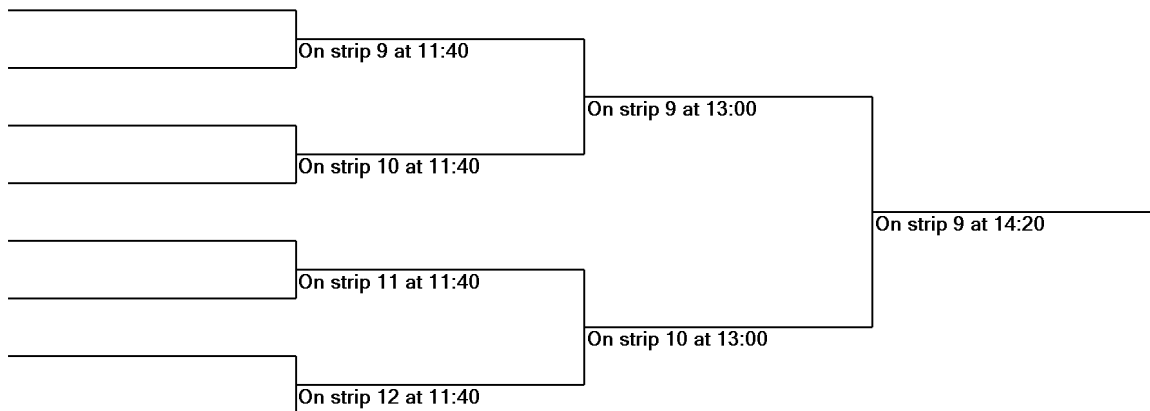 On strip 9 at 11:40
On strip 9 at 13:00
On strip 10 at 11:40
On strip 9 at 14:20
On strip 11 at 11:40
On strip 10 at 13:00
On strip 12 at 11:40